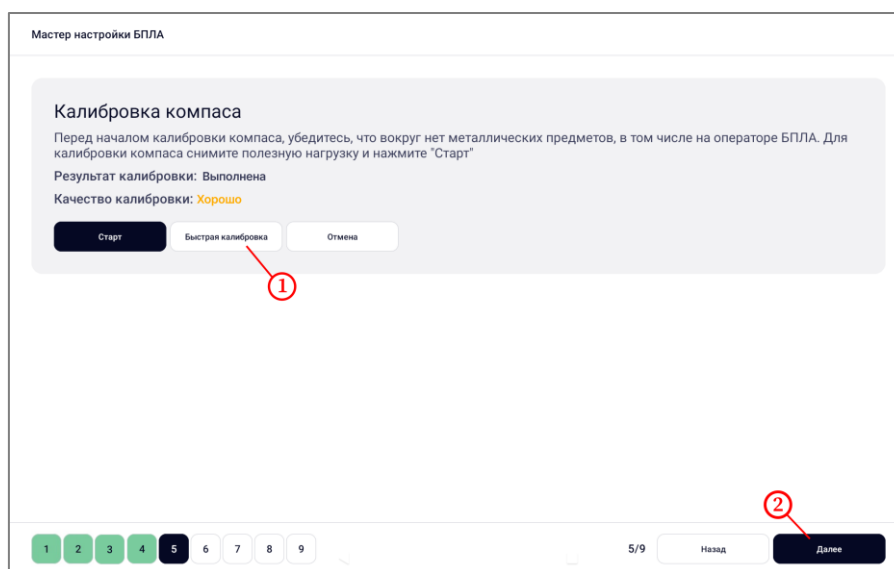 Мастер настройки БПЛА
Калибровка компаса
Перед началом калибровки компаса, убедитесь, что вокруг нет металлических предметов, в том числе на операторе БПЛА. Для
калибровки компаса снимите полезную нагрузку и нажмите "Старт"
Результат калибровки: Выполнена
Качество калибровки: Хорошо
Старт Быстрая калибровка Отмена
1
2
1 2 3 4 5 6 7 8 9 5/9 Назад Далее